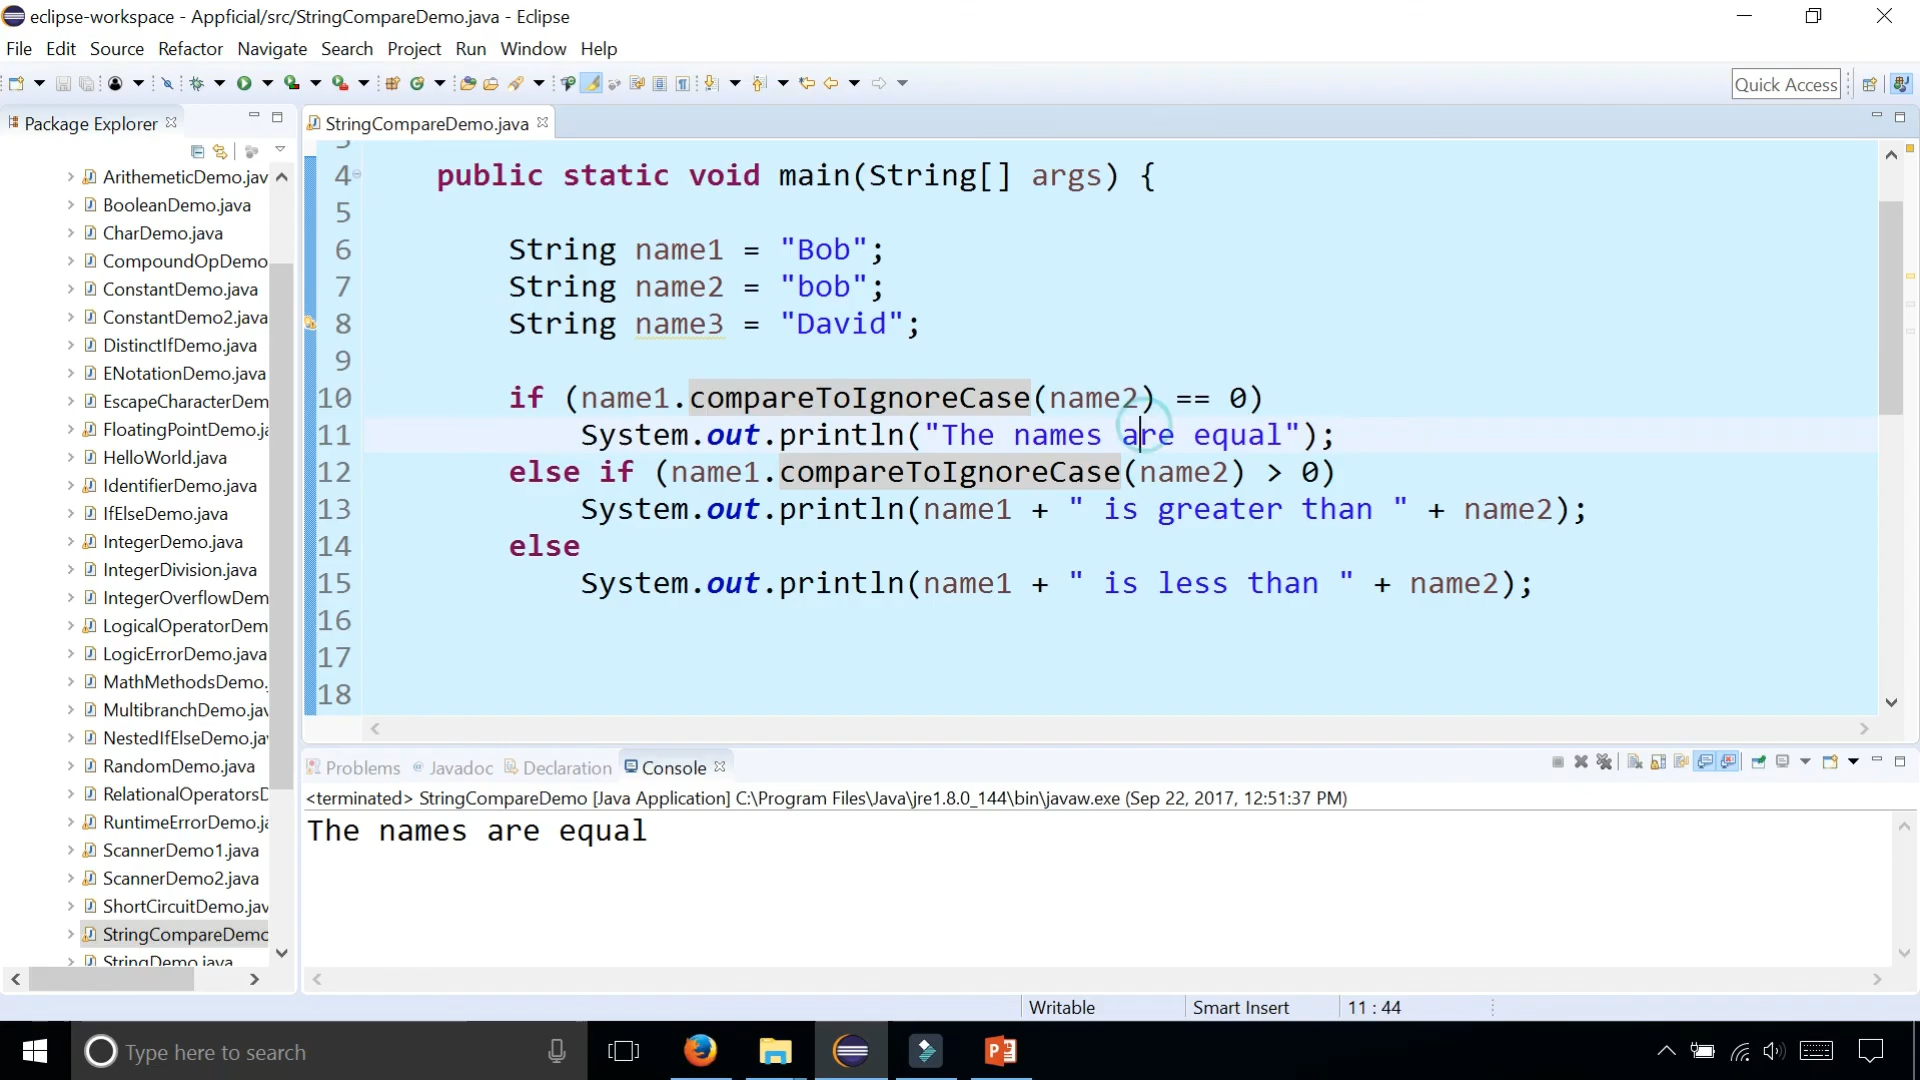 eclipse-workspace - Appficial/src/StringCompareDemo.java - Eclipse
File Edit Source Refactor Navigate Search Project Run Window Help
Quick Access
Package Explorer
StringCompareDemo.java
ArithemeticDemo.jav
BooleanDemo.java
CharDemo.java
CompoundOpDemo
ConstantDemo.java
ConstantDemo2.java
DistinctIfDemo.java
ENotationDemo.java
EscapeCharacterDem
FloatingPointDemo.ja
HelloWorld.java
IdentifierDemo.java
IfElseDemo.java
IntegerDemo.java
IntegerDivision.java
IntegerOverflowDem
LogicalOperatorDem
LogicErrorDemo.java
MathMethodsDemo.
MultibranchDemo.jav
NestedIfElseDemo.jav
RandomDemo.java
RelationalOperatorsD
RuntimeErrorDemo.ja
ScannerDemo1.java
ScannerDemo2.java
ShortCircuitDemo.jav
StringCompareDemo
StringDemo.java
3
4 public static void main(String[] args) {
5
6 String name1 = "Bob";
7 String name2 = "bob";
8 String name3 = "David";
9
10 if (name1.compareToIgnoreCase(name2) == 0)
11 System.out.println("The names are equal");
12 else if (name1.compareToIgnoreCase(name2) > 0)
13 System.out.println(name1 + " is greater than " + name2);
14 else
15 System.out.println(name1 + " is less than " + name2);
16
17
18
Problems Javadoc Declaration Console
<terminated> StringCompareDemo [Java Application] C:\Program Files\Java\jre1.8.0_144\bin\javaw.exe (Sep 22, 2017, 12:51:37 PM)
The names are equal
Writable Smart Insert 11 : 44
Type here to search